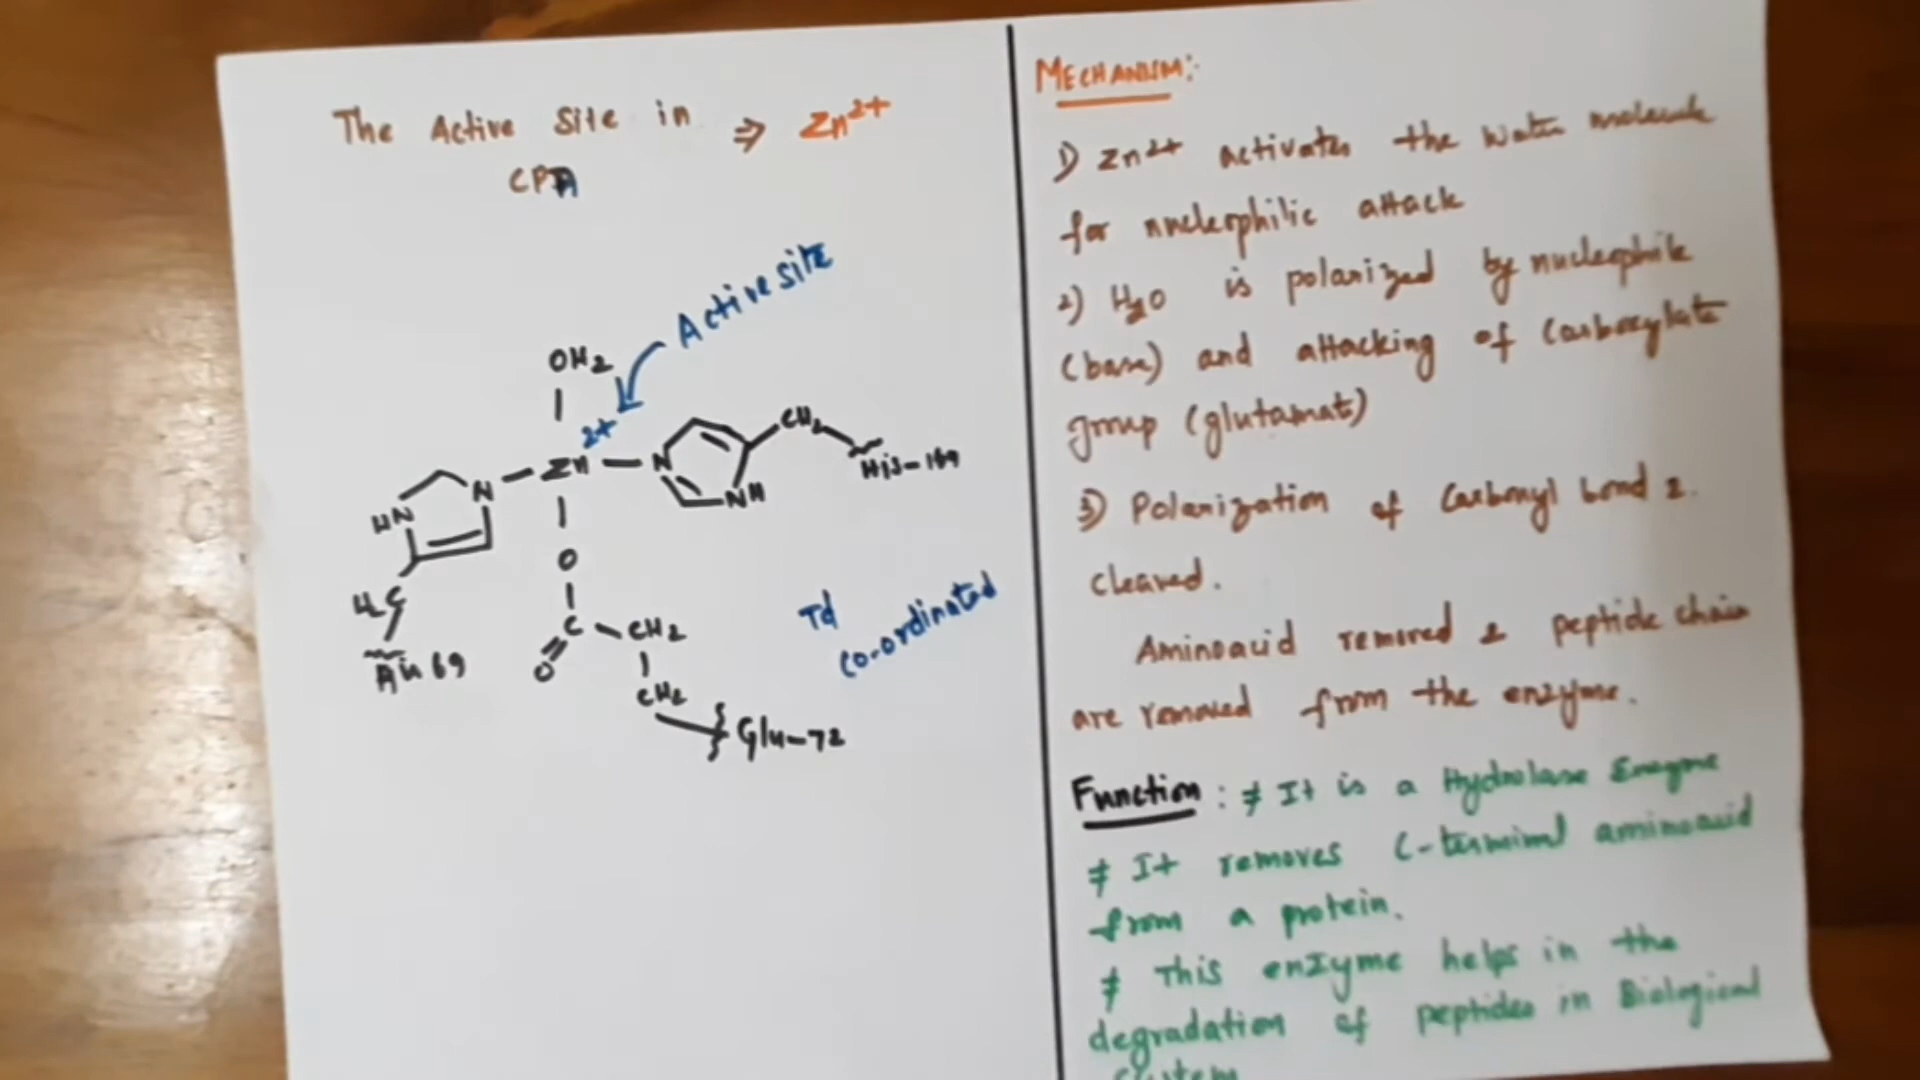 The Active Site in ⇒ Zn²⁺
CPA
Active site
OH₂
2+
N Zn N CH₂
His-169
HN NH
O
H₂C
C CH₂
O
His 69
CH₂
Glu-72
Td
co-ordinated
MECHANISM:
1) Zn²⁺ activates the water molecule
for nucleophilic attack
2) H₂O is polarized by nucleophile
(base) and attacking of carboxylate
group (glutamat)
3) Polarization of Carbonyl bond &
cleaved.
Aminoacid removed & peptide chain
are removed from the enzyme.
Function: ⇒ It is a Hydrolase Enzyme
⇒ It removes C-terminal aminoacid
from a protein.
⇒ This enzyme helps in the
degradation of peptides in Biological
system